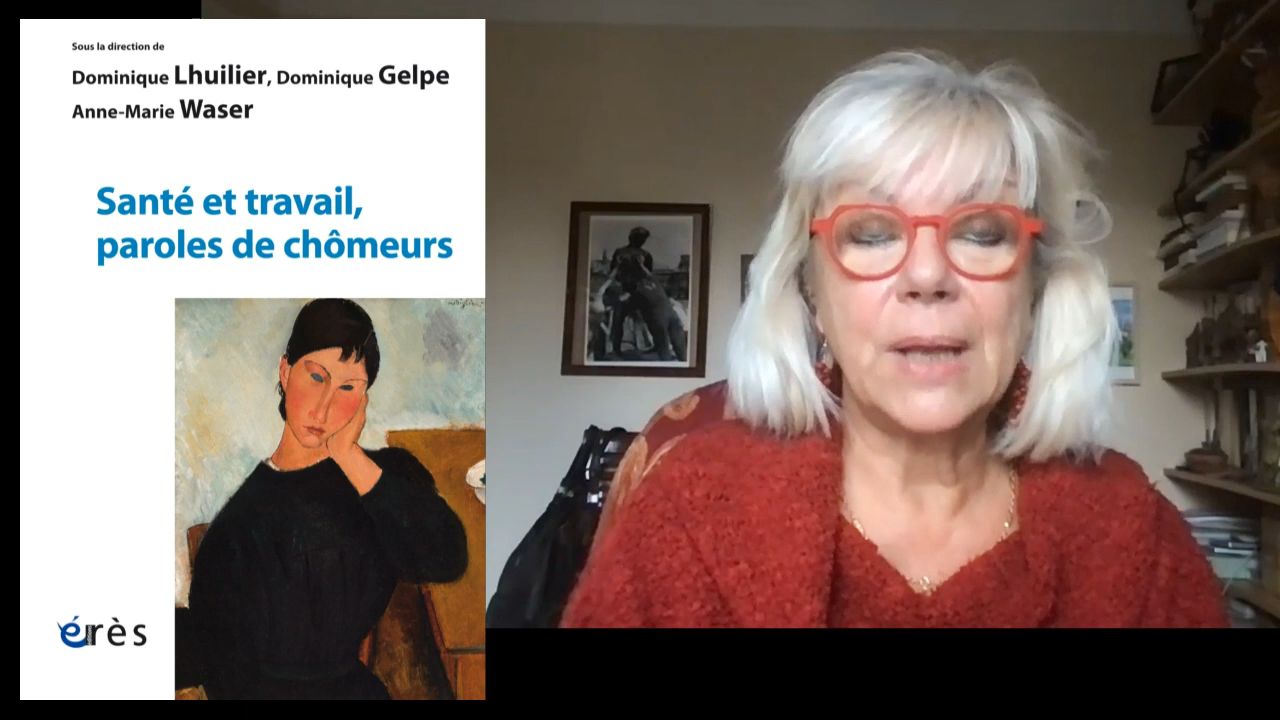 Sous la direction de
Dominique Lhuilier, Dominique Gelpe
Anne-Marie Waser
Santé et travail,
paroles de chômeurs
érès